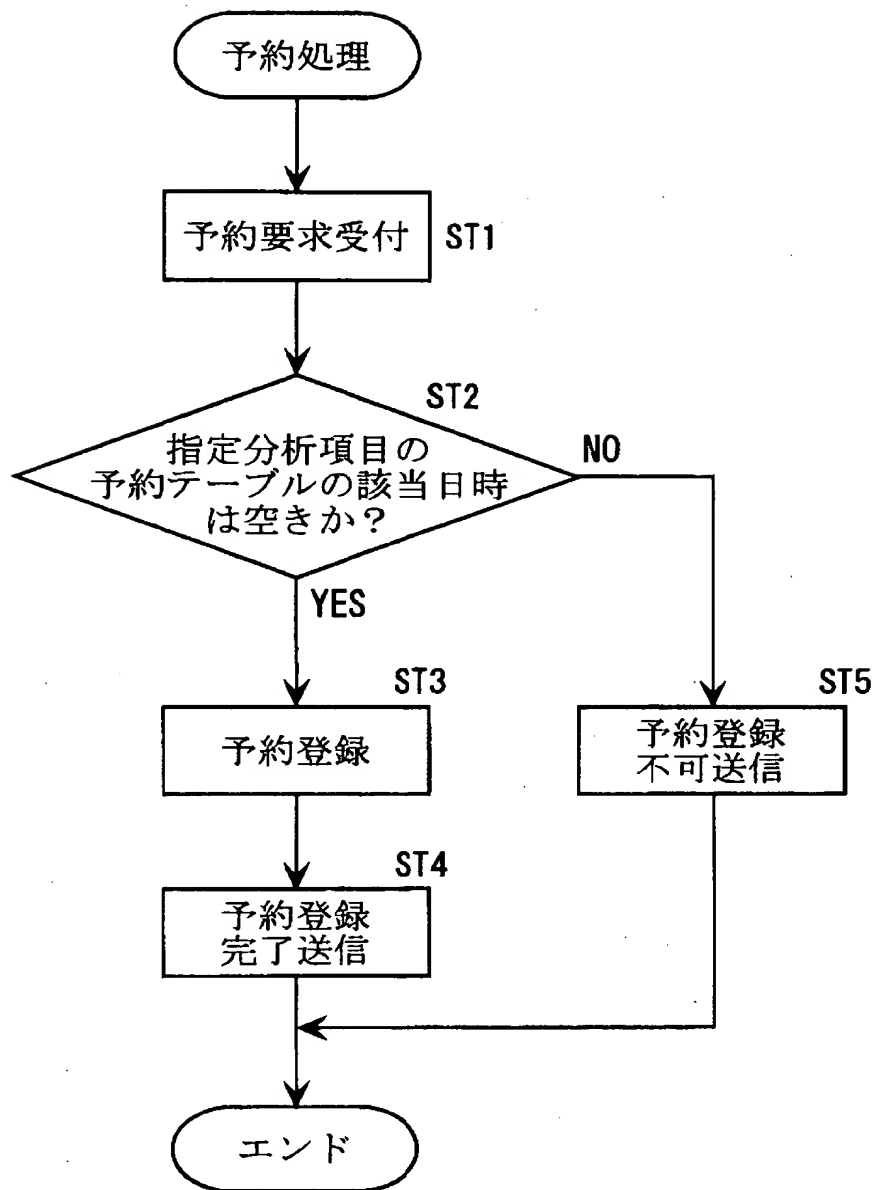 予約処理
予約要求受付
ST1
ST2
指定分析項目の
予約テーブルの該当日時
は空きか？
NO
YES
ST3
予約登録
ST5
予約登録
不可送信
ST4
予約登録
完了送信
エンド